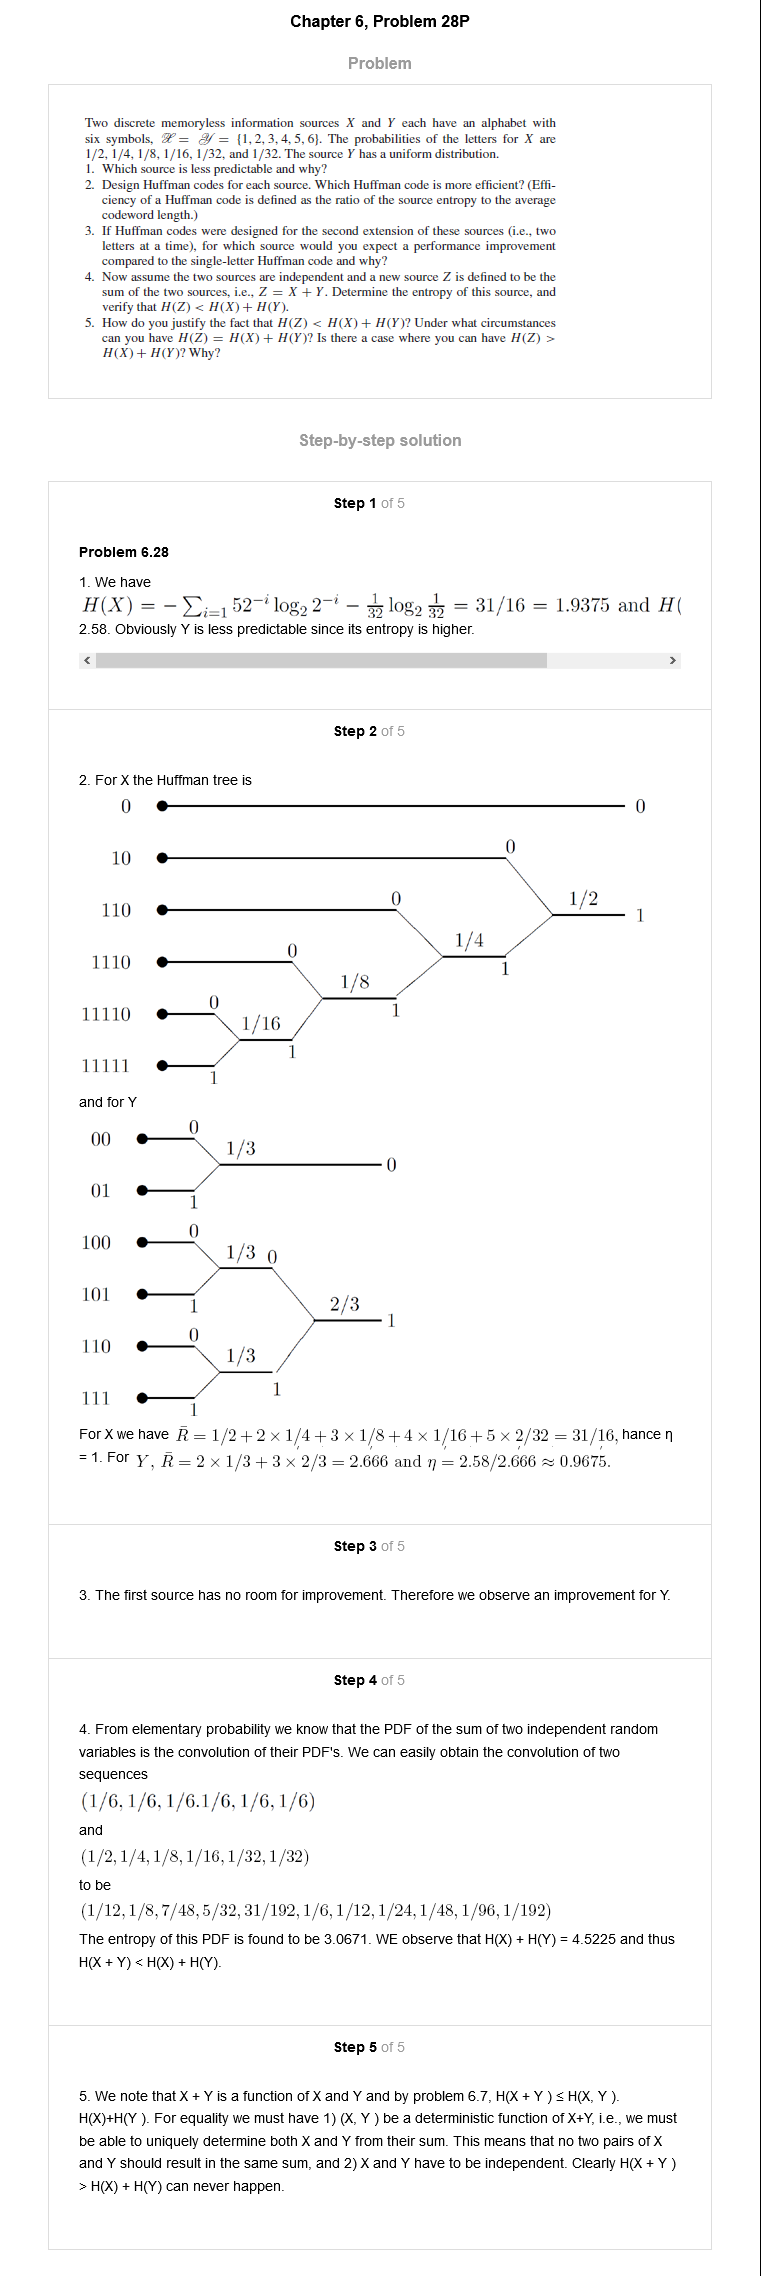 Chapter 6, Problem 28P
Problem
Two discrete memoryless information sources X and Y each have an alphabet with
six symbols, 𝒳 = 𝒴 = {1, 2, 3, 4, 5, 6}. The probabilities of the letters for X are
1/2, 1/4, 1/8, 1/16, 1/32, and 1/32. The source Y has a uniform distribution.
1. Which source is less predictable and why?
2. Design Huffman codes for each source. Which Huffman code is more efficient? (Effi-
ciency of a Huffman code is defined as the ratio of the source entropy to the average
codeword length.)
3. If Huffman codes were designed for the second extension of these sources (i.e., two
letters at a time), for which source would you expect a performance improvement
compared to the single-letter Huffman code and why?
4. Now assume the two sources are independent and a new source Z is defined to be the
sum of the two sources, i.e., Z = X + Y. Determine the entropy of this source, and
verify that H(Z) < H(X) + H(Y).
5. How do you justify the fact that H(Z) < H(X) + H(Y)? Under what circumstances
can you have H(Z) = H(X) + H(Y)? Is there a case where you can have H(Z) >
H(X) + H(Y)? Why?
Step-by-step solution
Step 1 of 5
Problem 6.28
1. We have
H(X) = − ∑_{i=1} 52^{−i} log₂ 2^{−i} − 1/32 log₂ 1/32 = 31/16 = 1.9375 and H(
2.58. Obviously Y is less predictable since its entropy is higher.
Step 2 of 5
2. For X the Huffman tree is
0 0
0
10
0 1/2
110 1
1/4
0 1
1110
1/8
0 1
11110 1/16
1
11111
1
and for Y
0
00 1/3
0
01
1
0
100 1/3 0
101 2/3
1 1
0
110 1/3
1
111
1
For X we have R̄ = 1/2 + 2 × 1/4 + 3 × 1/8 + 4 × 1/16 + 5 × 2/32 = 31/16, hance η
= 1. For Y, R̄ = 2 × 1/3 + 3 × 2/3 = 2.666 and η = 2.58/2.666 ≈ 0.9675.
Step 3 of 5
3. The first source has no room for improvement. Therefore we observe an improvement for Y.
Step 4 of 5
4. From elementary probability we know that the PDF of the sum of two independent random
variables is the convolution of their PDF's. We can easily obtain the convolution of two
sequences
(1/6, 1/6, 1/6.1/6, 1/6, 1/6)
and
(1/2, 1/4, 1/8, 1/16, 1/32, 1/32)
to be
(1/12, 1/8, 7/48, 5/32, 31/192, 1/6, 1/12, 1/24, 1/48, 1/96, 1/192)
The entropy of this PDF is found to be 3.0671. WE observe that H(X) + H(Y) = 4.5225 and thus
H(X + Y) < H(X) + H(Y).
Step 5 of 5
5. We note that X + Y is a function of X and Y and by problem 6.7, H(X + Y ) ≤ H(X, Y ).
H(X)+H(Y ). For equality we must have 1) (X, Y ) be a deterministic function of X+Y, i.e., we must
be able to uniquely determine both X and Y from their sum. This means that no two pairs of X
and Y should result in the same sum, and 2) X and Y have to be independent. Clearly H(X + Y )
> H(X) + H(Y) can never happen.